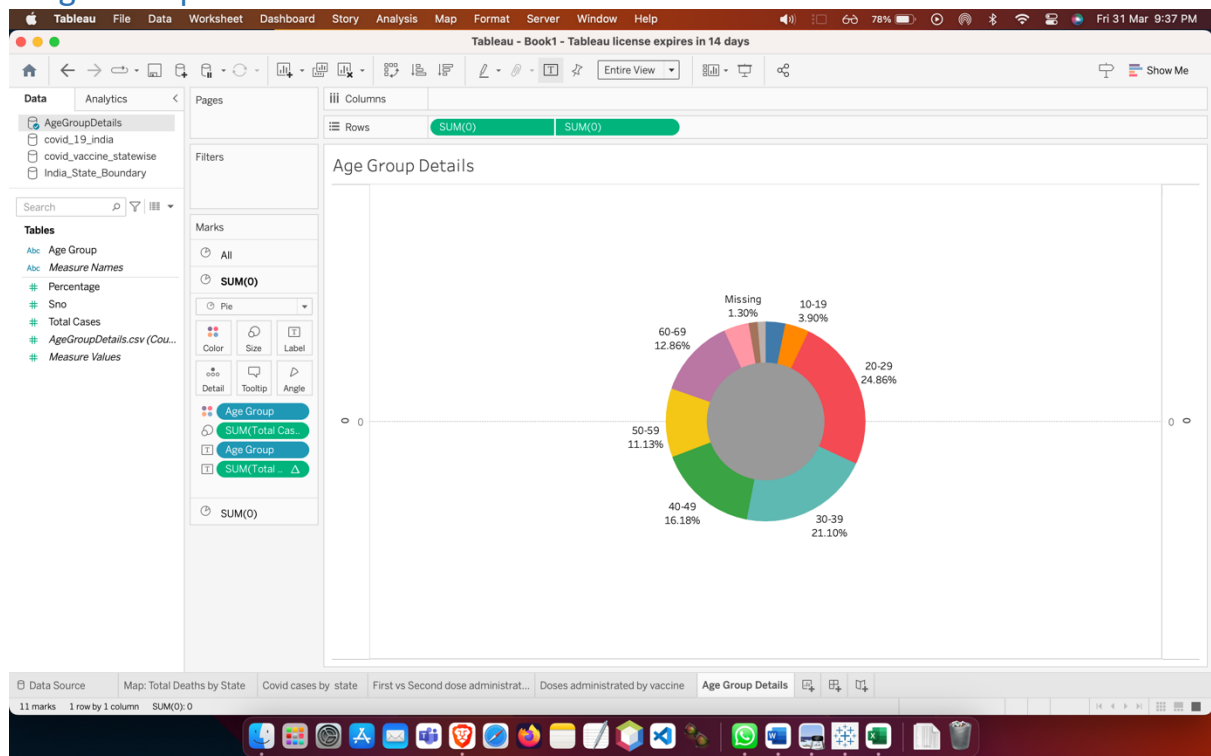 Tableau File Data Worksheet Dashboard Story Analysis Map Format Server Window Help 78% Fri 31 Mar 9:37 PM
Tableau - Book1 - Tableau license expires in 14 days
Entire View Show Me
Data Analytics
AgeGroupDetails
covid_19_india
covid_vaccine_statewise
India_State_Boundary
Search
Tables
Abc Age Group
Abc Measure Names
# Percentage
# Sno
# Total Cases
# AgeGroupDetails.csv (Cou...
# Measure Values
Pages
Filters
Marks
All
SUM(0)
Pie
Color Size Label
Detail Tooltip Angle
Age Group
SUM(Total Cas..
Age Group
SUM(Total ..
SUM(0)
Columns
Rows SUM(0) SUM(0)
Age Group Details
Missing
1.30%
10-19
3.90%
60-69
12.86%
20-29
24.86%
0 0
0 0
50-59
11.13%
40-49
16.18%
30-39
21.10%
Data Source Map: Total Deaths by State Covid cases by state First vs Second dose administrat... Doses administrated by vaccine Age Group Details
11 marks 1 row by 1 column SUM(0): 0